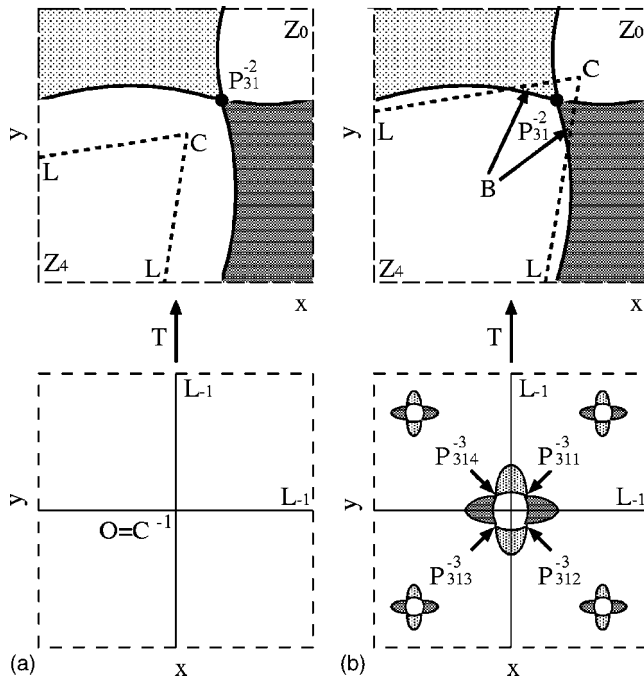 Z0
P31^-2
C
y
L
L
Z4
x
T
L-1
y
L-1
O=C^-1
(a)
x
Z0
C
P31^-2
y
L
B
L
Z4
x
T
L-1
P314^-3
P311^-3
y
L-1
P313^-3
P312^-3
(b)
x